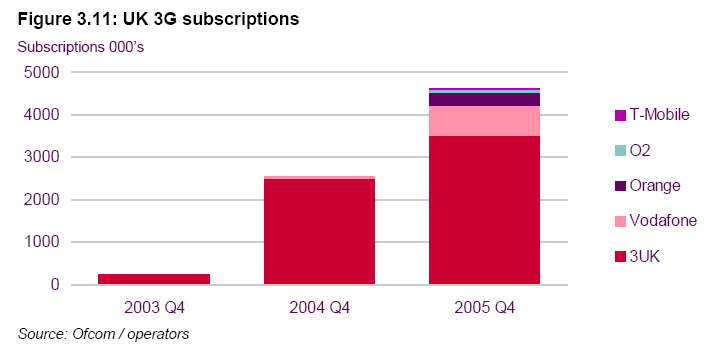 Figure 3.11: UK 3G subscriptions
Subscriptions 000's
5000
4000
3000
2000
1000
0
2003 Q4
2004 Q4
2005 Q4
T-Mobile
O2
Orange
Vodafone
3UK
Source: Ofcom / operators